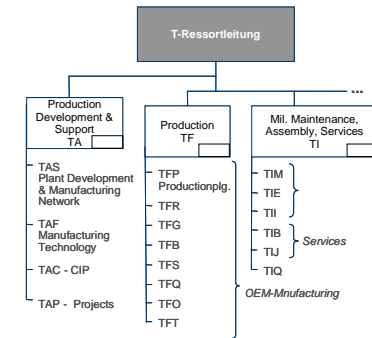 T-Ressortleitung
...
Production
Development &
Support
TA
Production
TF
Mil. Maintenance,
Assembly, Services
TI
TAS
Plant Development
& Manufacturing
Network
TAF
Manufacturing
Technology
TAC - CIP
TAP - Projects
TFP
Productionplg.
TFR
TFG
TFB
TFS
TFQ
TFO
TFT
OEM-Mnufacturing
TIM
TIE
TII
TIB
TIJ
Services
TIQ